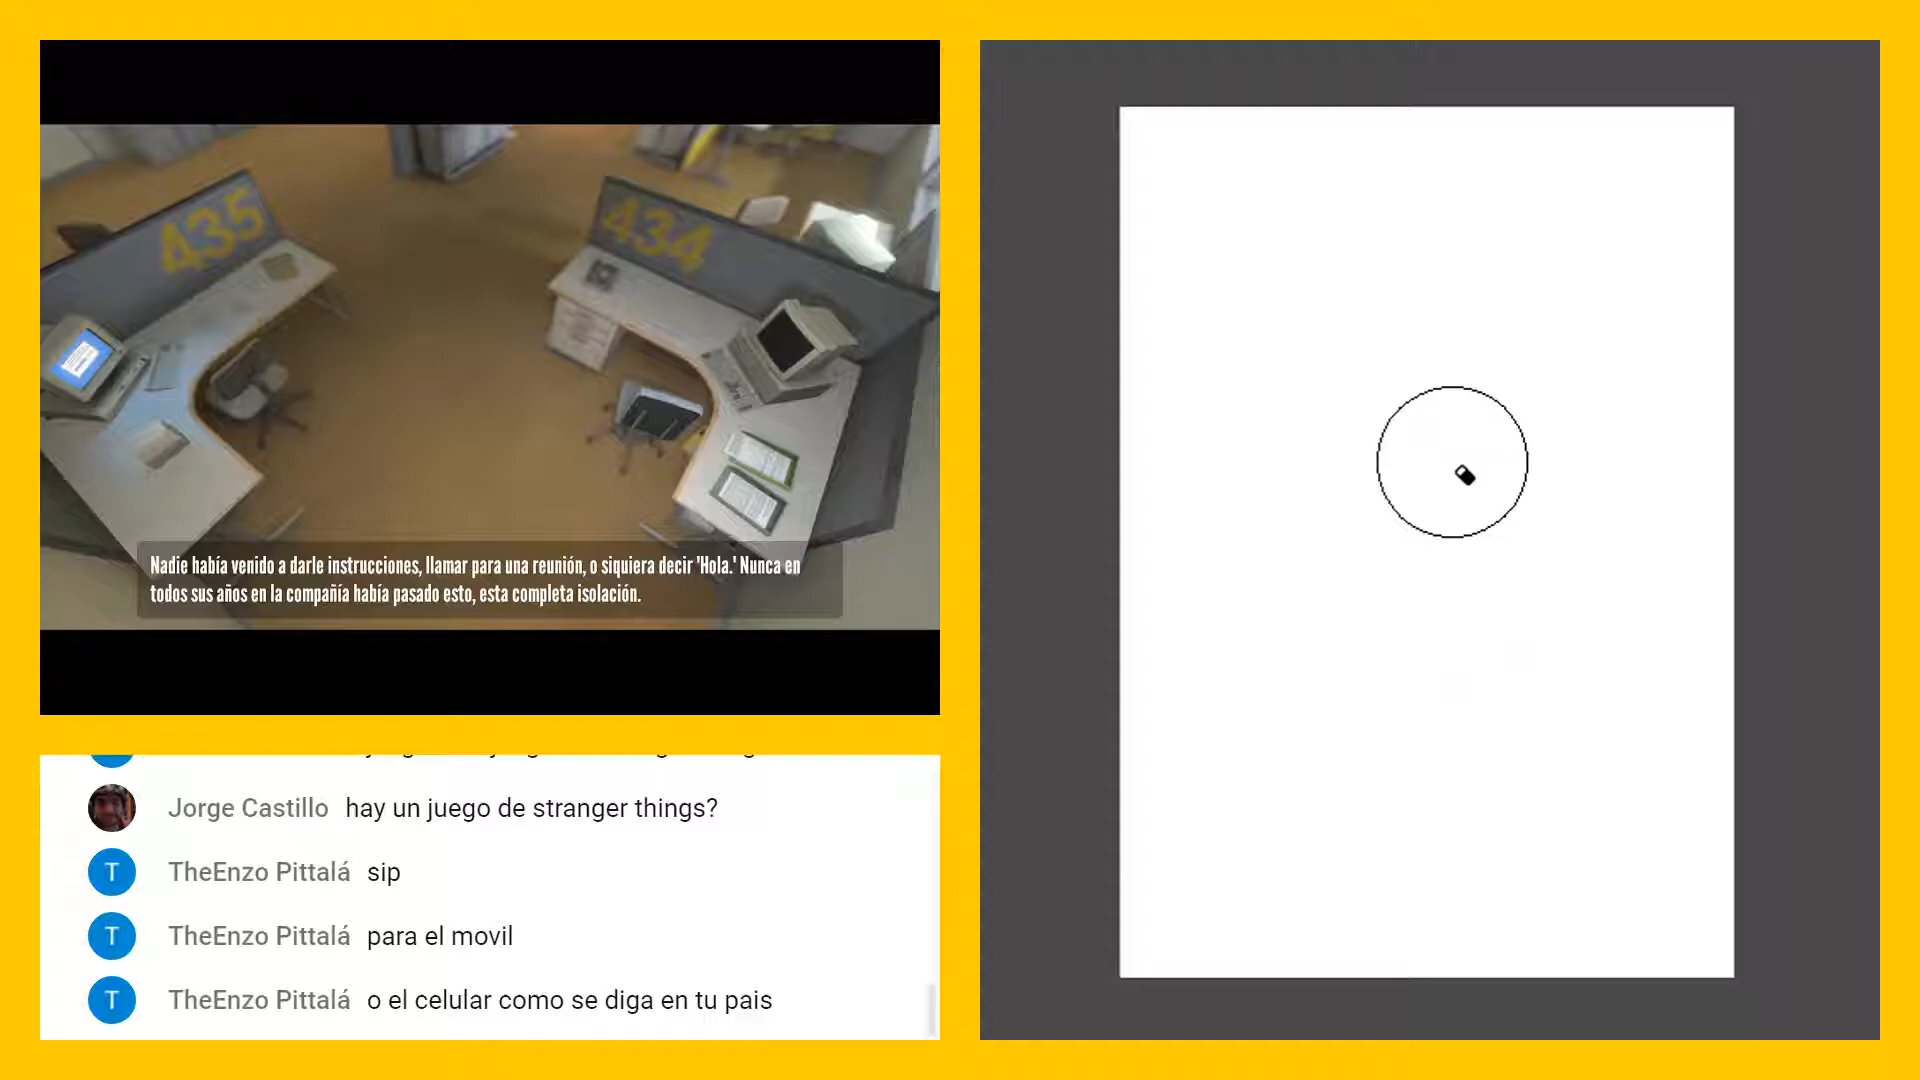 435
434
Nadie había venido a darle instrucciones, llamar para una reunión, o siquiera decir 'Hola.' Nunca en
todos sus años en la compañía había pasado esto, esta completa isolación.
Jorge Castillo hay un juego de stranger things?
T TheEnzo Pittalá sip
T TheEnzo Pittalá para el movil
T TheEnzo Pittalá o el celular como se diga en tu pais